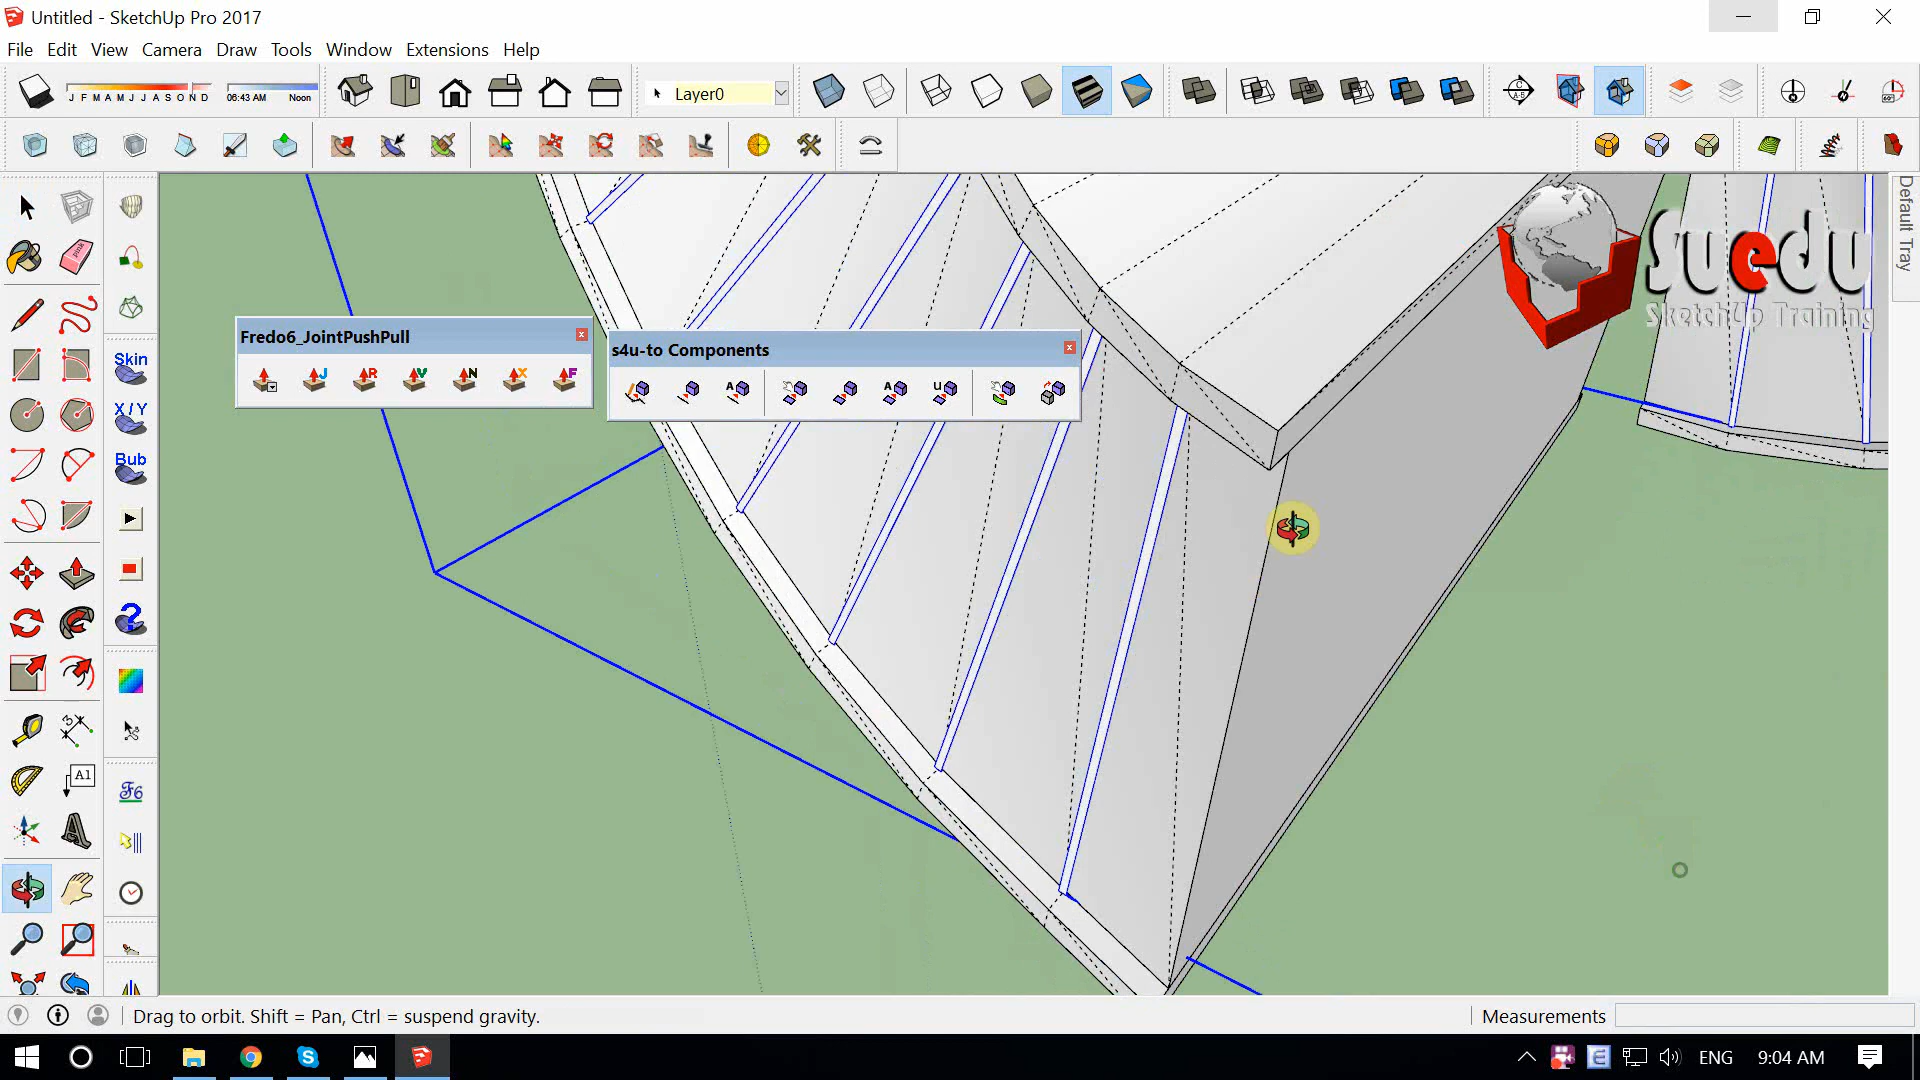 Untitled - SketchUp Pro 2017
File Edit View Camera Draw Tools Window Extensions Help
J F M A M J J A S O N D
06:43 AM Noon
Layer0
Default Tray
Suedu
SketchUp Training
Fredo6_JointPushPull
J R V N X F
s4u-to Components
A A U
Skin
X / Y
Bub
A1
Drag to orbit. Shift = Pan, Ctrl = suspend gravity.
Measurements
ENG
9:04 AM